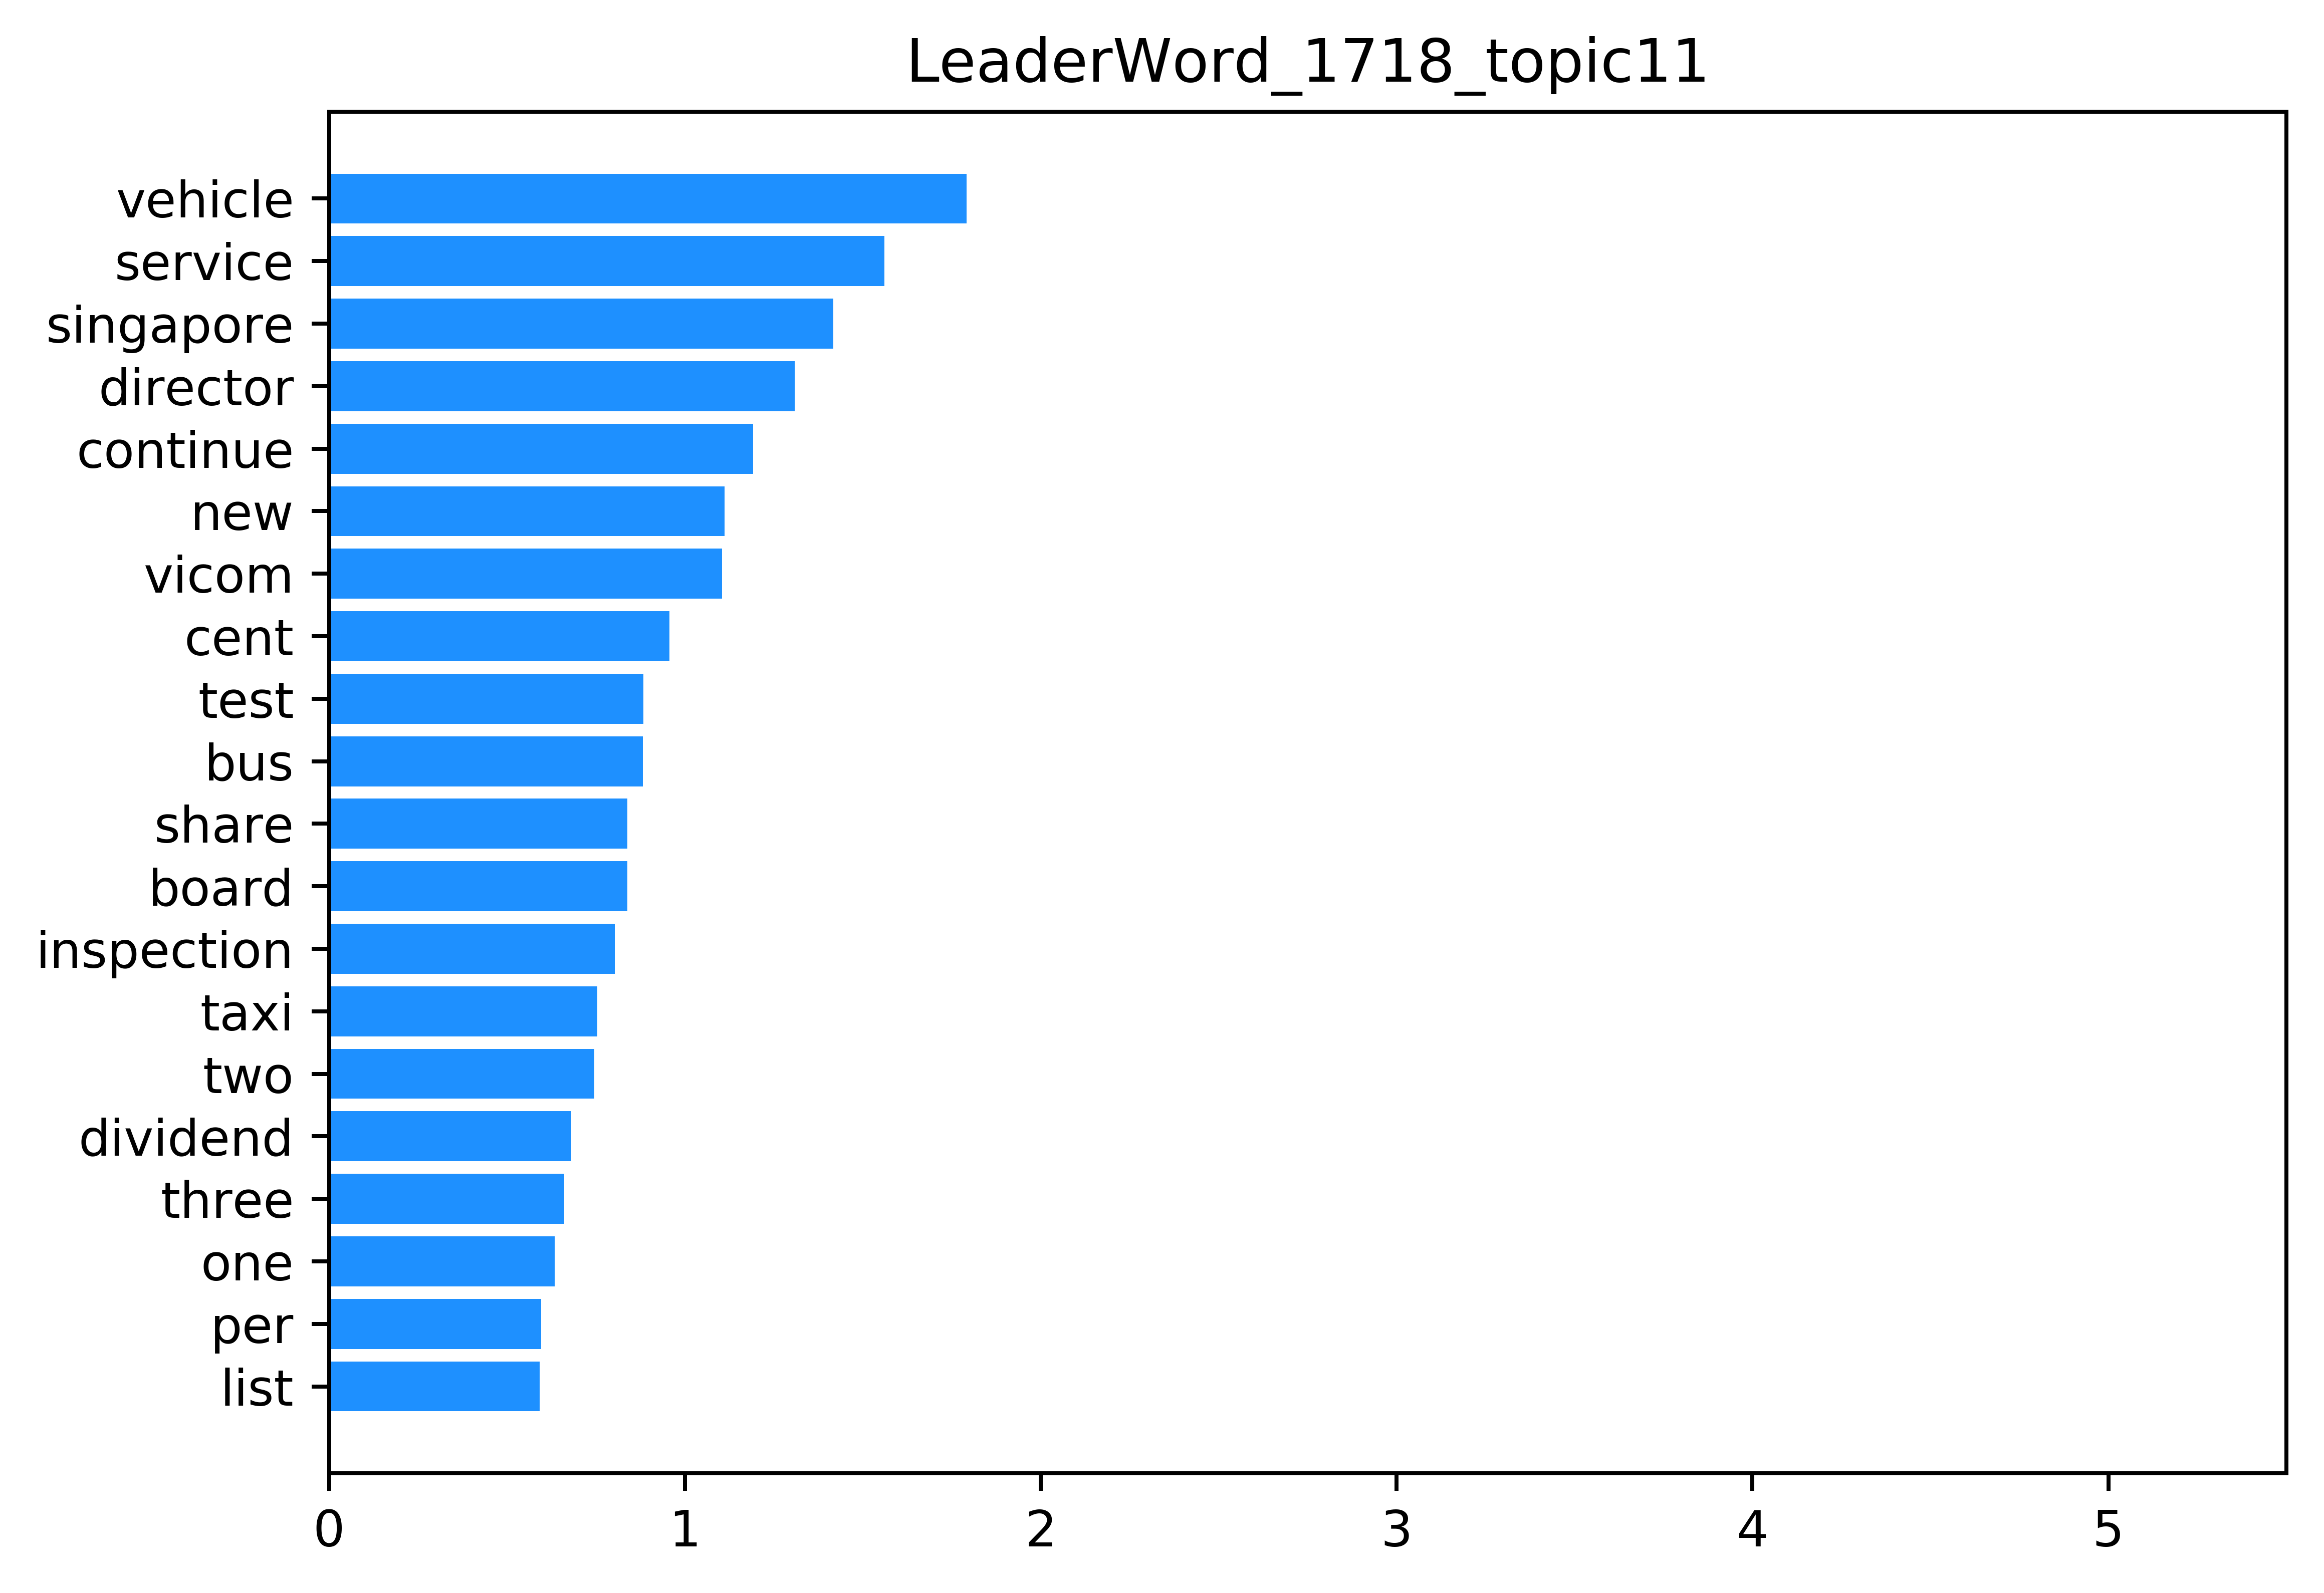 LeaderWord_1718_topic11
vehicle
service
singapore
director
continue
new
vicom
cent
test
bus
share
board
inspection
taxi
two
dividend
three
one
per
list
0 1 2 3 4 5